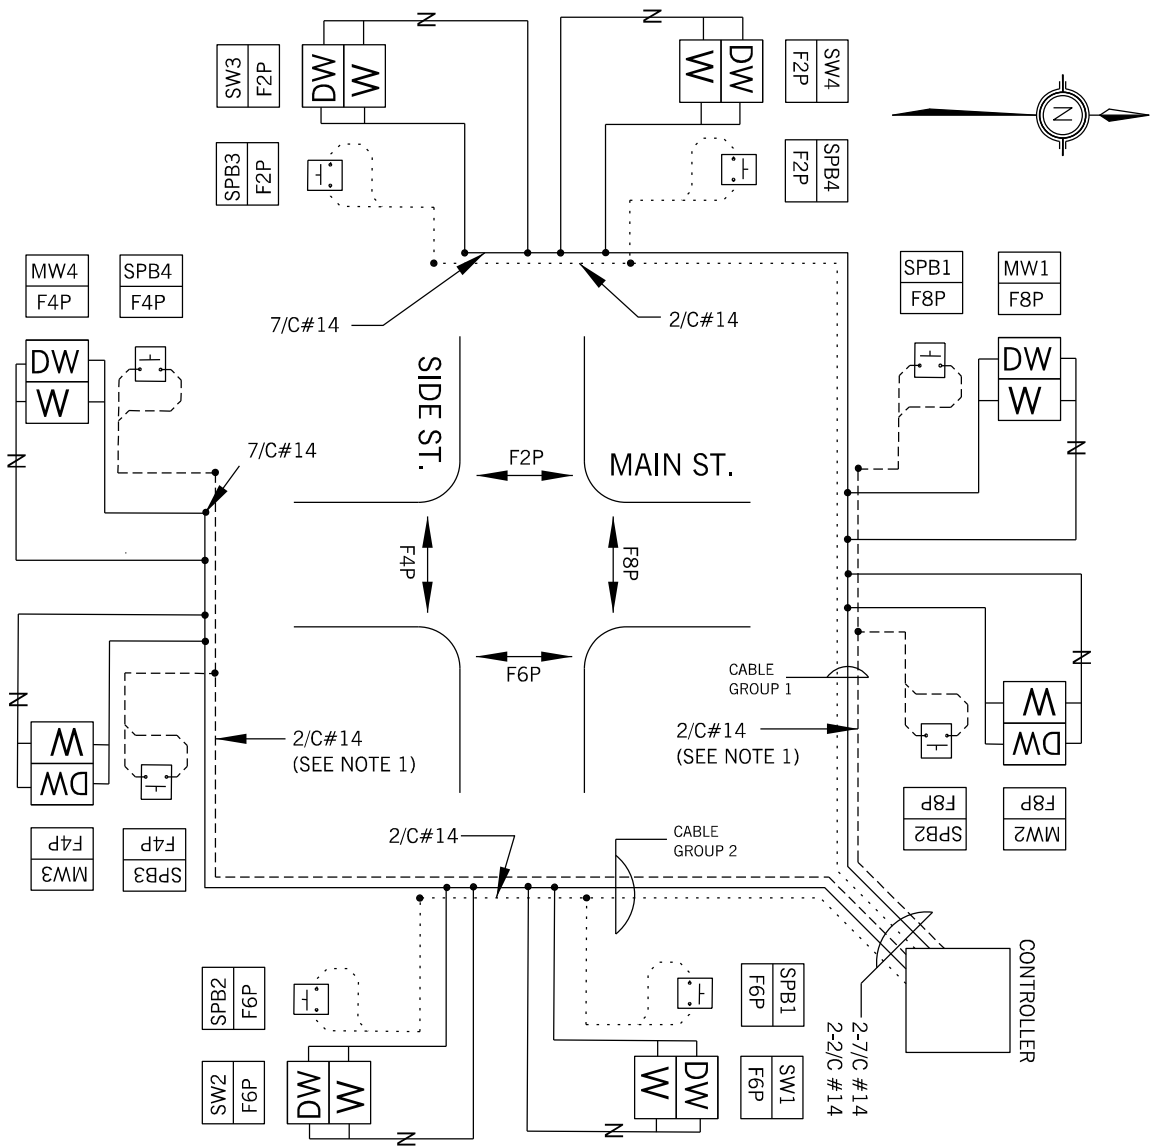 N
N
SW3
F2P
DW
W
W
DW
SW4
F2P
N
SPB3
F2P
SPB4
F2P
MW4
F4P
SPB4
F4P
SPB1
F8P
MW1
F8P
7/C#14
2/C#14
DW
W
DW
W
SIDE ST.
7/C#14
N
F2P
MAIN ST.
N
F4P
F8P
N
F6P
N
CABLE
GROUP 1
W
DW
2/C#14
(SEE NOTE 1)
2/C#14
(SEE NOTE 1)
W
DW
MW3
F4P
SPB3
F4P
2/C#14
CABLE
GROUP 2
SPB2
F8P
MW2
F8P
CONTROLLER
SPB2
F6P
SPB1
F6P
2-7/C #14
2-2/C #14
SW2
F6P
DW
W
W
DW
SW1
F6P
N
N